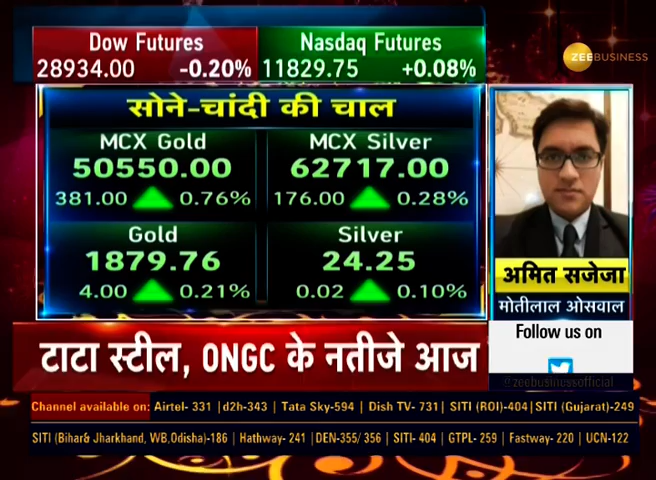 Dow Futures
28934.00 -0.20%
Nasdaq Futures
11829.75 +0.08%
ZEEBUSINESS
सोने-चांदी की चाल
MCX Gold
50550.00
381.00 0.76%
MCX Silver
62717.00
176.00 0.28%
Gold
1879.76
4.00 0.21%
Silver
24.25
0.02 0.10%
अमित सजेजा
मोतीलाल ओसवाल
Follow us on
@zeebusinessofficial
टाटा स्टील, ONGC के नतीजे आज
Channel available on: Airtel- 331 |d2h-343 | Tata Sky-594 | Dish TV- 731| SITI (ROI)-404|SITI (Gujarat)-249
SITI (Bihar& Jharkhand, WB,Odisha)-186 | Hathway- 241 |DEN-355/ 356 | SITI- 404 | GTPL- 259 | Fastway- 220 | UCN-122